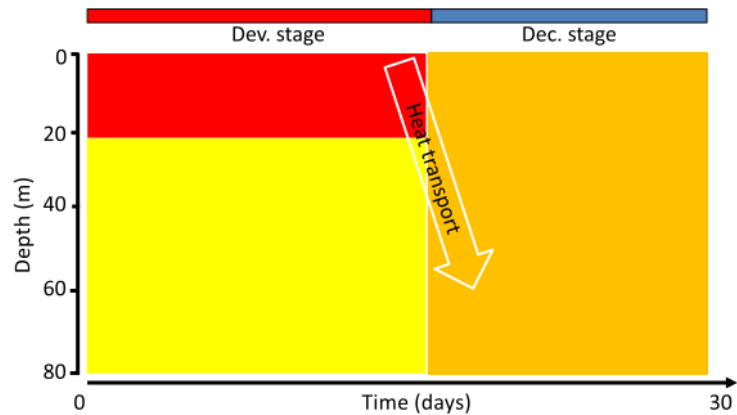 Dev. stage
Dec. stage
0
20
40
60
80
Depth (m)
Heat transport
0
Time (days)
30